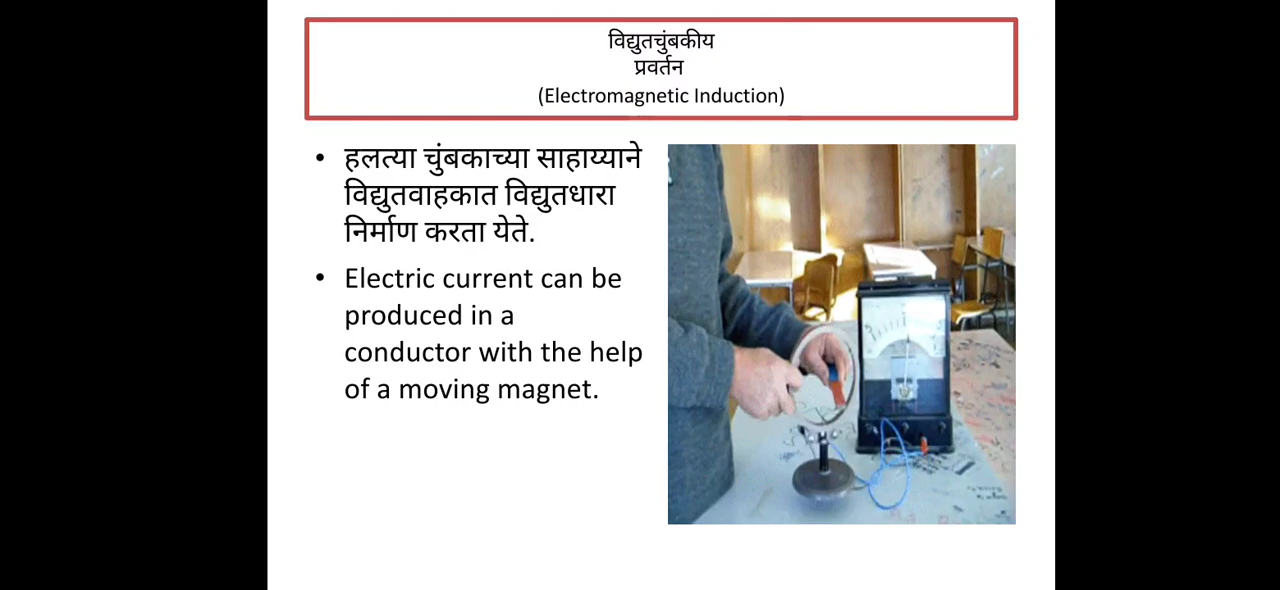 विद्युतचुंबकीय
प्रवर्तन
(Electromagnetic Induction)
• हलत्या चुंबकाच्या साहाय्याने
विद्युतवाहकात विद्युतधारा
निर्माण करता येते.
• Electric current can be
produced in a
conductor with the help
of a moving magnet.